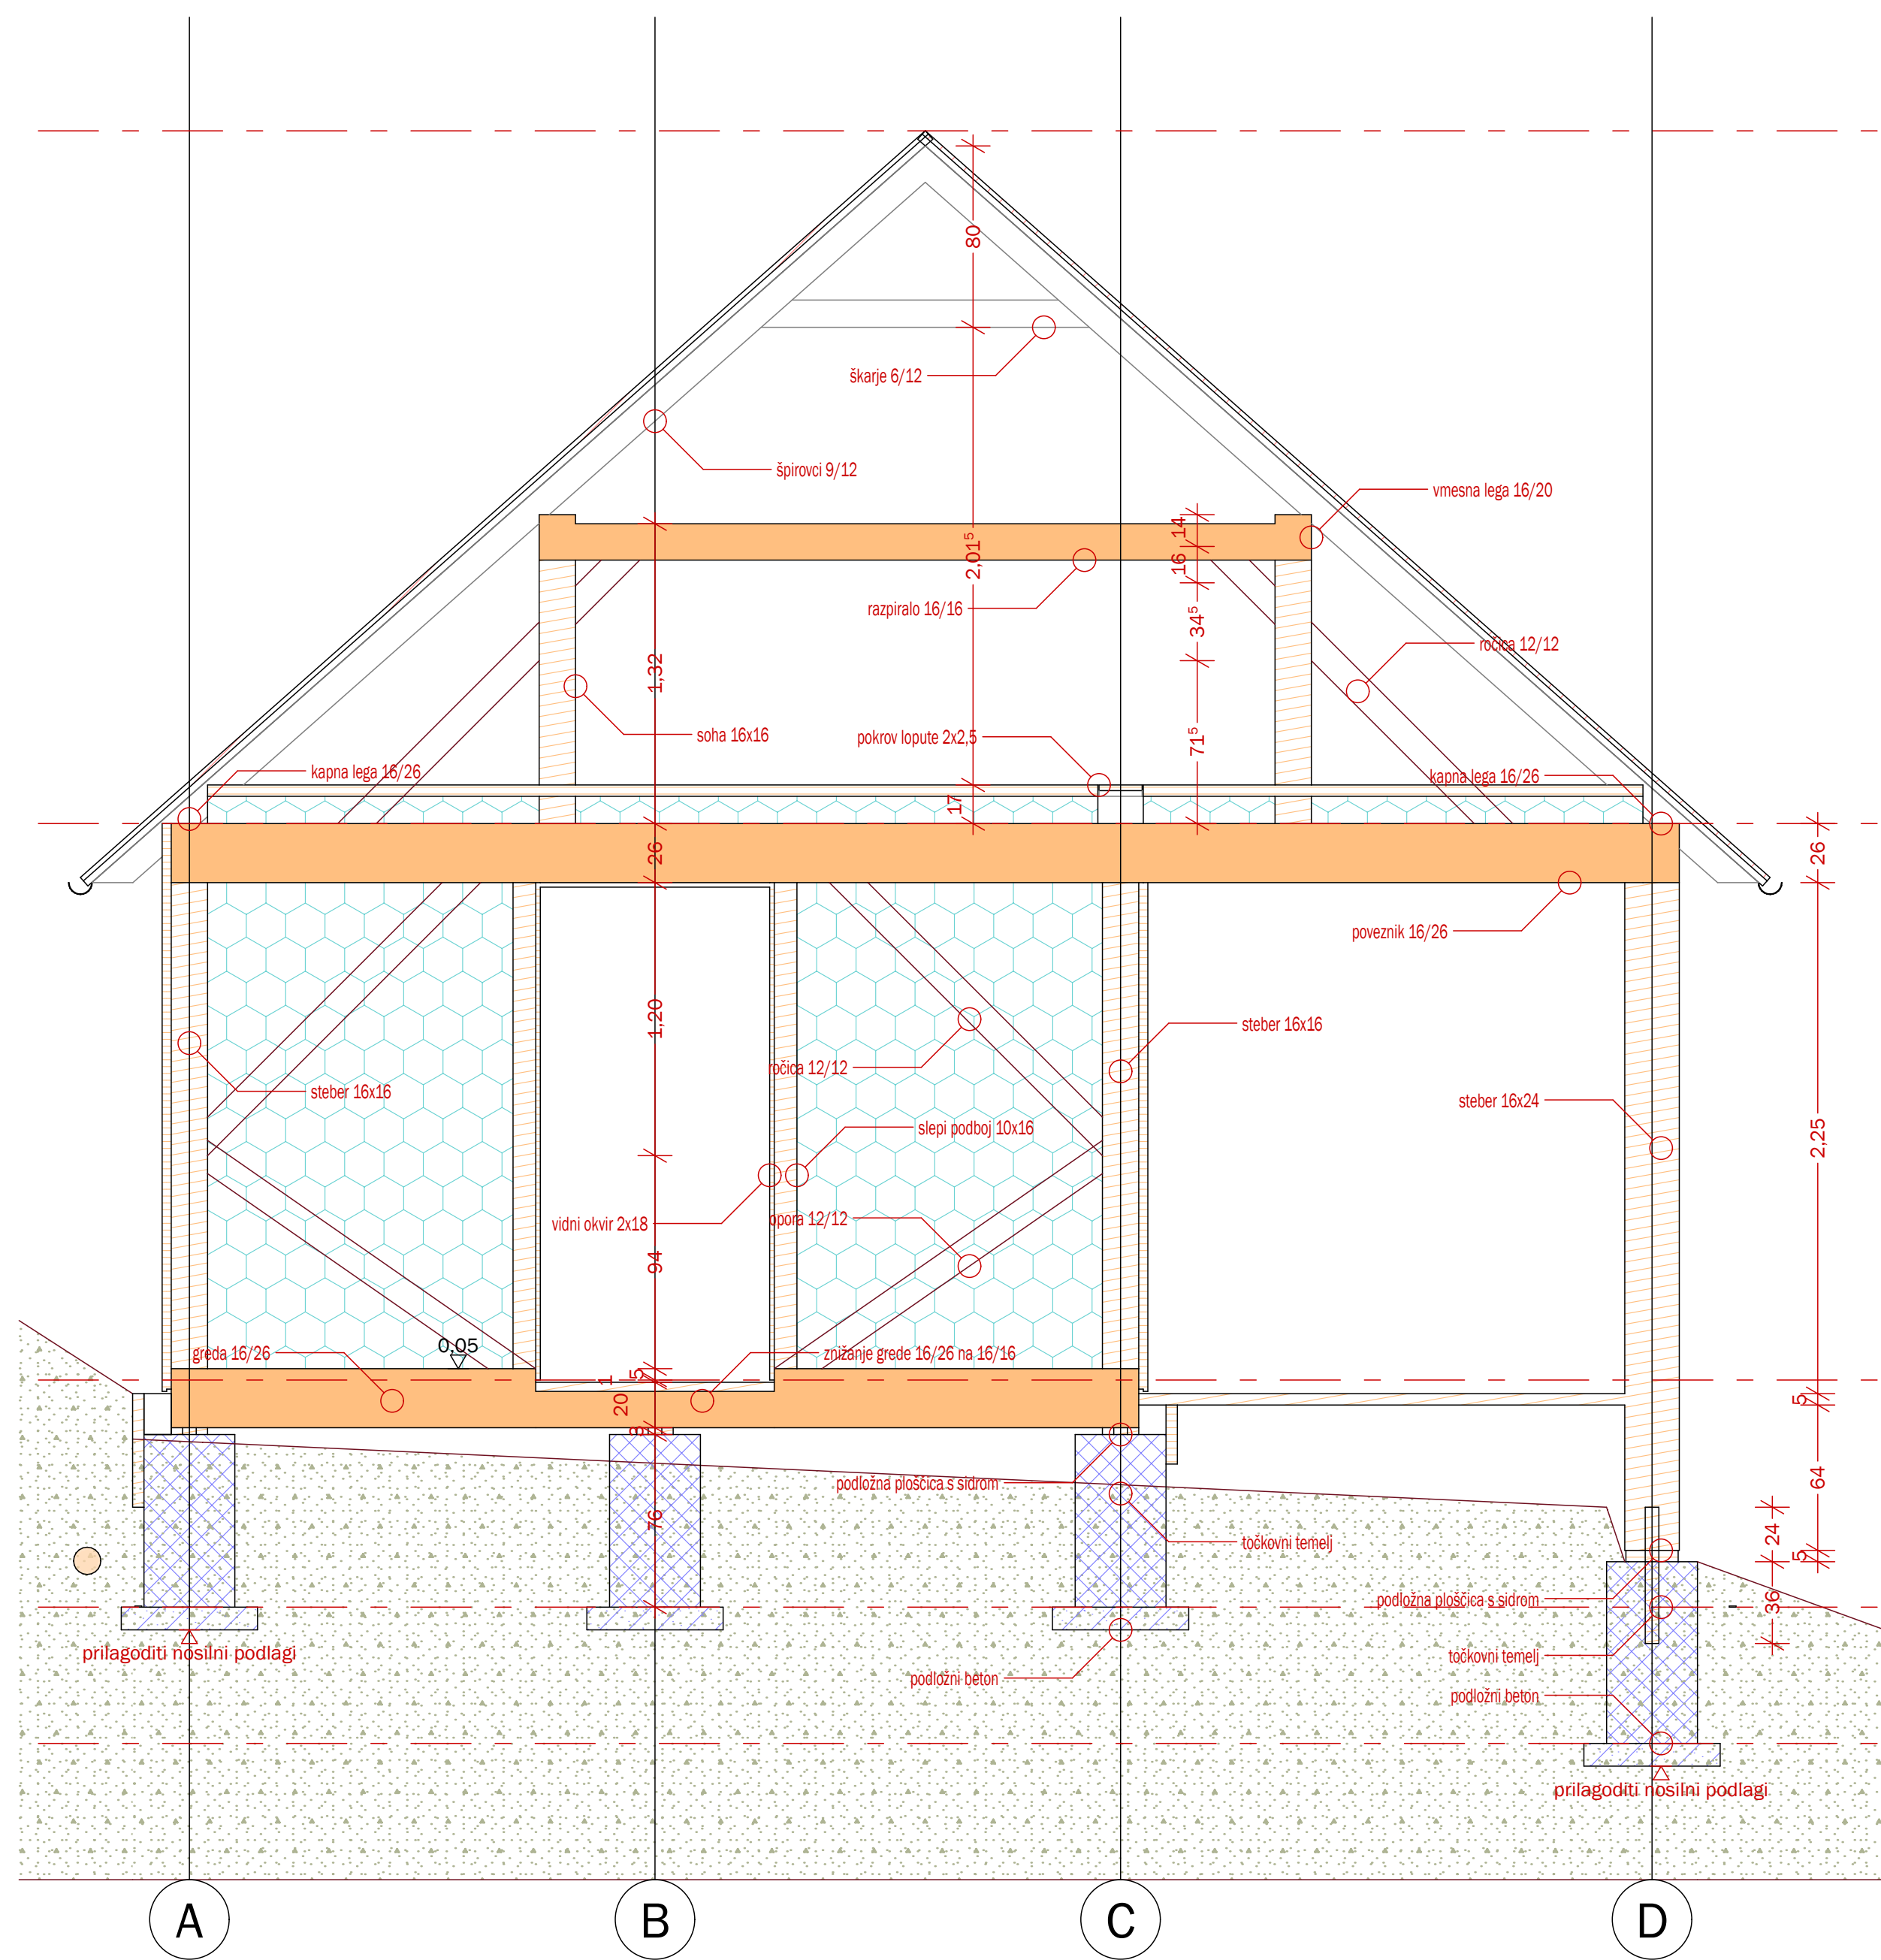 80
škarje 6/12
špirovci 9/12
vmesna lega 16/20
14
2,01⁵
16
razpiralo 16/16
34⁵
ročica 12/12
1,32
soha 16x16
pokrov lopute 2x2,5
71⁵
kapna lega 16/26
kapna lega 16/26
17
26
26
poveznik 16/26
1,20
steber 16x16
ročica 12/12
steber 16x16
steber 16x24
slepi podboj 10x16
2,25
vidni okvir 2x18
opora 12/12
94
0,05
greda 16/26
znižanje grede 16/26 na 16/16
5
1
20
5
3
podložna ploščica s sidrom
64
76
točkovni temelj
24
5
podložna ploščica s sidrom
36
prilagoditi nosilni podlagi
točkovni temelj
podložni beton
podložni beton
prilagoditi nosilni podlagi
A
B
C
D